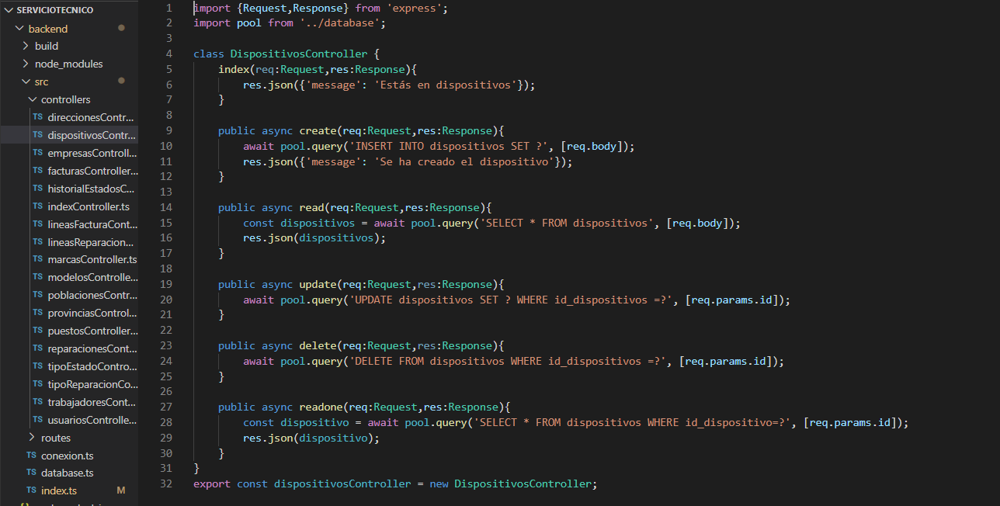 SERVICIOTECNICO
backend
build
node_modules
src
controllers
TS direccionesContr...
TS dispositivosContr...
TS empresasControll...
TS facturasController...
TS historialEstadosC...
TS indexController.ts
TS lineasFacturaCont...
TS lineasReparacion...
TS marcasController.ts
TS modelosControlle...
TS poblacionesContr...
TS provinciasControl...
TS puestosController...
TS reparacionesCont...
TS tipoEstadoContro...
TS tipoReparacionCo...
TS trabajadoresCont...
TS usuariosControlle...
routes
TS conexion.ts
TS database.ts
TS index.ts M
1 import {Request,Response} from 'express';
2 import pool from '../database';
3
4 class DispositivosController {
5 index(req:Request,res:Response){
6 res.json({'message': 'Estás en dispositivos'});
7 }
8
9 public async create(req:Request,res:Response){
10 await pool.query('INSERT INTO dispositivos SET ?', [req.body]);
11 res.json({'message': 'Se ha creado el dispositivo'});
12 }
13
14 public async read(req:Request,res:Response){
15 const dispositivos = await pool.query('SELECT * FROM dispositivos', [req.body]);
16 res.json(dispositivos);
17 }
18
19 public async update(req:Request,res:Response){
20 await pool.query('UPDATE dispositivos SET ? WHERE id_dispositivos =?', [req.params.id]);
21 }
22
23 public async delete(req:Request,res:Response){
24 await pool.query('DELETE FROM dispositivos WHERE id_dispositivos =?', [req.params.id]);
25 }
26
27 public async readone(req:Request,res:Response){
28 const dispositivo = await pool.query('SELECT * FROM dispositivos WHERE id_dispositivo=?', [req.params.id]);
29 res.json(dispositivo);
30 }
31 }
32 export const dispositivosController = new DispositivosController;